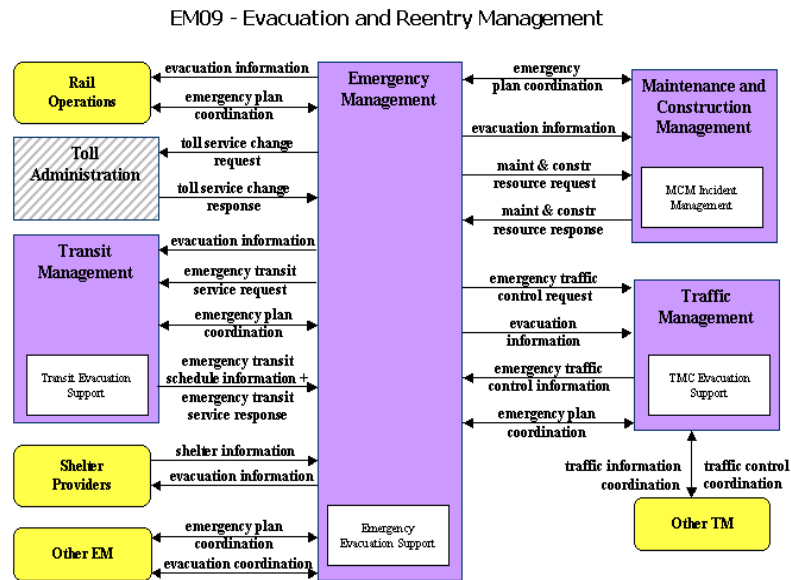 EM09 - Evacuation and Reentry Management
Rail
Operations
evacuation information
emergency plan
coordination
Toll
Administration
toll service change
request
toll service change
response
Transit
Management
Transit Evacuation
Support
evacuation information
emergency transit
service request
emergency plan
coordination
emergency transit
schedule information +
emergency transit
service response
Shelter
Providers
shelter information
evacuation information
Other EM
emergency plan
coordination
evacuation coordination
Emergency
Management
Emergency
Evacuation Support
emergency
plan coordination
evacuation information
maint & constr
resource request
maint & constr
resource response
Maintenance and
Construction
Management
MCM Incident
Management
emergency traffic
control request
evacuation
information
emergency traffic
control information
emergency plan
coordination
Traffic
Management
TMC Evacuation
Support
traffic information
coordination
traffic control
coordination
Other TM